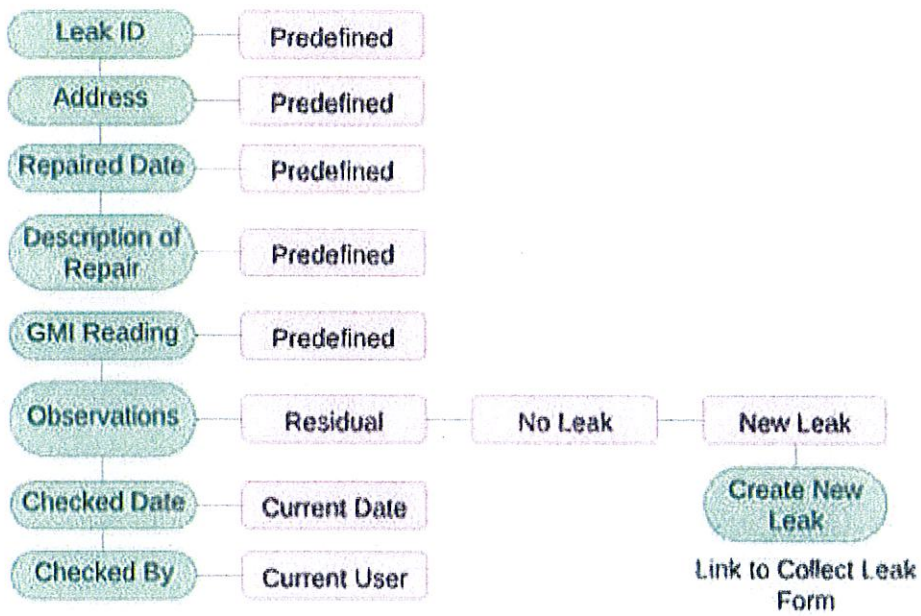 Leak ID
Predefined
Address
Predefined
Repaired Date
Predefined
Description of
Repair
Predefined
GMI Reading
Predefined
Observations
Residual
No Leak
New Leak
Create New
Leak
Link to Collect Leak
Form
Checked Date
Current Date
Checked By
Current User